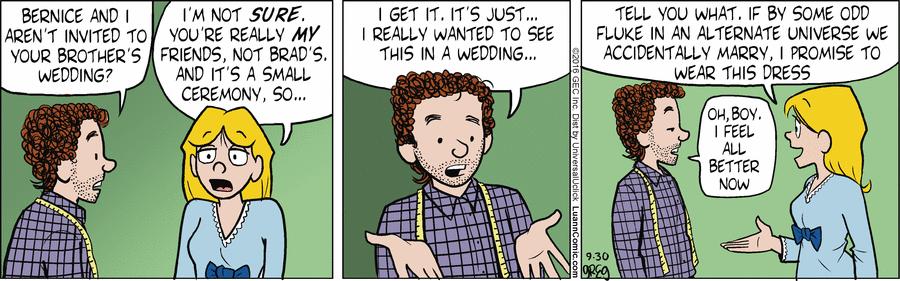 BERNICE AND I
AREN'T INVITED TO
YOUR BROTHER'S
WEDDING?
I'M NOT SURE.
YOU'RE REALLY MY
FRIENDS, NOT BRAD'S.
AND IT'S A SMALL
CEREMONY, SO...
I GET IT. IT'S JUST...
I REALLY WANTED TO SEE
THIS IN A WEDDING...
©2016 GEC Inc. Dist by UniversalUclick LuannComic.com
TELL YOU WHAT. IF BY SOME ODD
FLUKE IN AN ALTERNATE UNIVERSE WE
ACCIDENTALLY MARRY, I PROMISE TO
WEAR THIS DRESS
OH, BOY.
I FEEL
ALL
BETTER
NOW
9-30